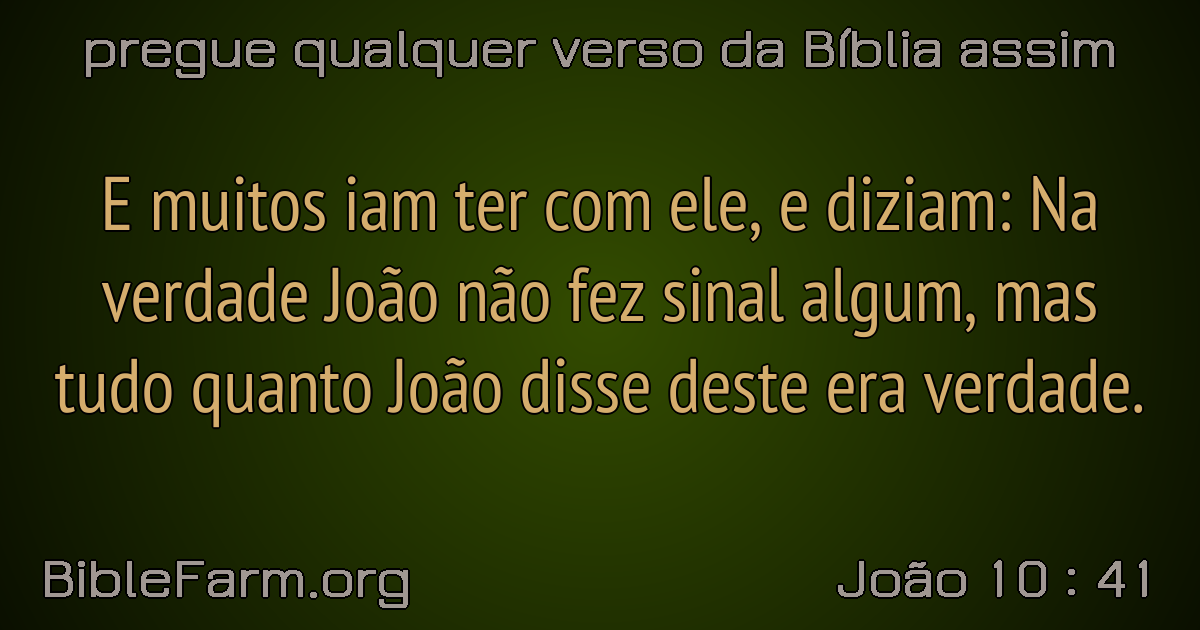 pregue qualquer verso da Bíblia assim
E muitos iam ter com ele, e diziam: Na
verdade João não fez sinal algum, mas
tudo quanto João disse deste era verdade.
BibleFarm.org
João 10 : 41